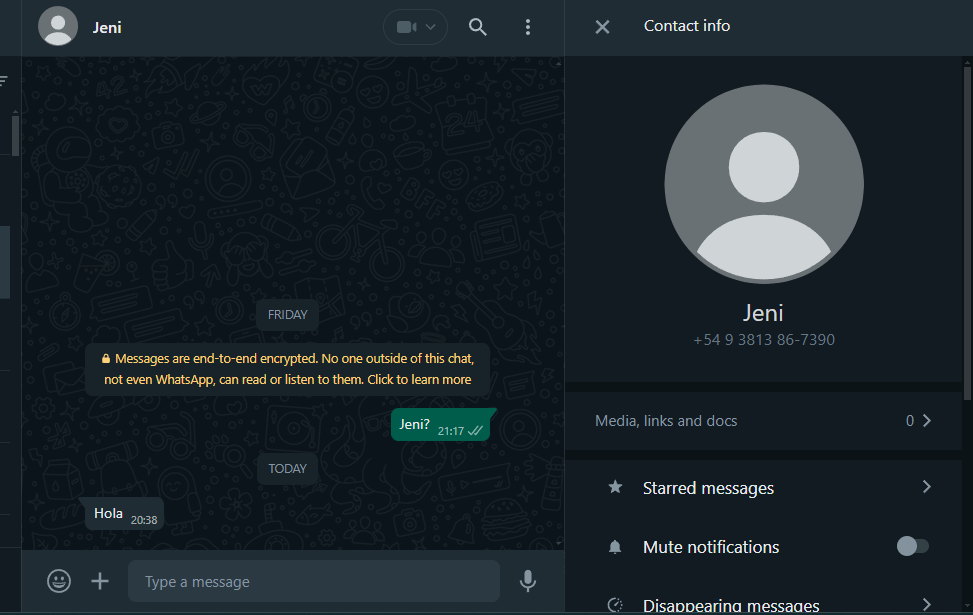 Jeni
Contact info
FRIDAY
Messages are end-to-end encrypted. No one outside of this chat,
not even WhatsApp, can read or listen to them. Click to learn more
Jeni? 21:17
TODAY
Hola 20:38
Type a message
Jeni
+54 9 3813 86-7390
Media, links and docs 0
Starred messages
Mute notifications
Disappearing messages